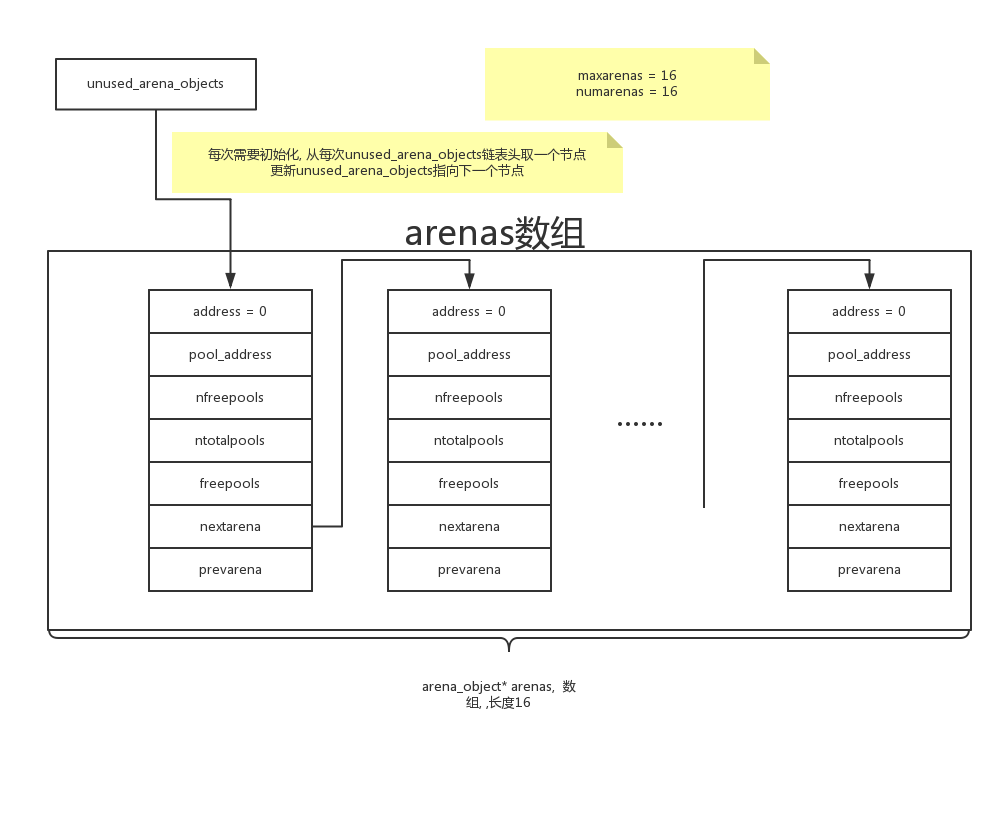 unused_arena_objects
maxarenas = 16
numarenas = 16
每次需要初始化, 从每次unused_arena_objects链表头取一个节点
更新unused_arena_objects指向下一个节点
arenas数组
address = 0
pool_address
nfreepools
ntotalpools
freepools
nextarena
prevarena
address = 0
pool_address
nfreepools
ntotalpools
freepools
nextarena
prevarena
......
address = 0
pool_address
nfreepools
ntotalpools
freepools
nextarena
prevarena
arena_object* arenas, 数
组, ,长度16